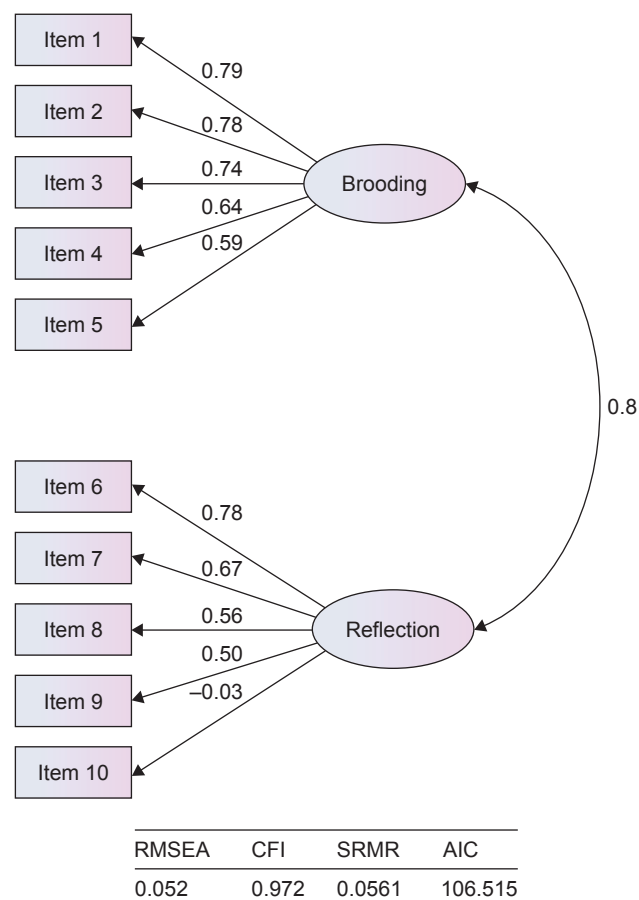 Item 1
0.79
Item 2
0.78
Item 3
0.74
Brooding
Item 4
0.64
0.59
Item 5
0.8
Item 6
0.78
Item 7
0.67
Item 8
0.56
Reflection
Item 9
0.50
–0.03
Item 10
RMSEA CFI SRMR AIC
0.052 0.972 0.0561 106.515